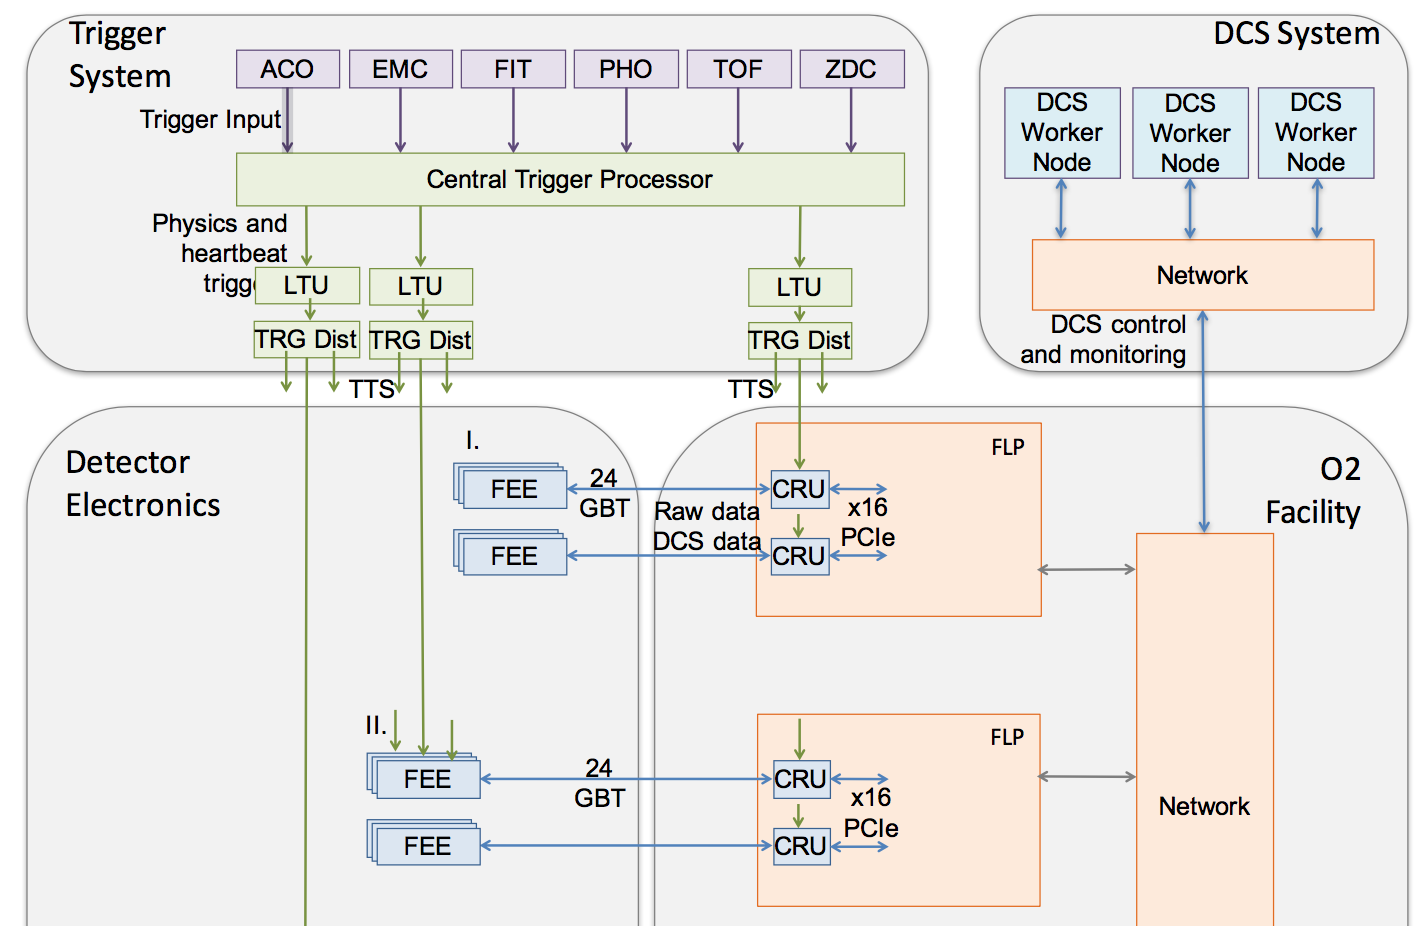 Trigger
System
ACO
EMC
FIT
PHO
TOF
ZDC
Trigger Input
Central Trigger Processor
Physics and
heartbeat
trigg
LTU
LTU
LTU
TRG Dist
TRG Dist
TRG Dist
TTS
TTS
DCS System
DCS
Worker
Node
DCS
Worker
Node
DCS
Worker
Node
Network
DCS control
and monitoring
Detector
Electronics
I.
FEE
24
GBT
FEE
Raw data
DCS data
FLP
CRU
x16
PCIe
CRU
O2
Facility
II.
FEE
24
GBT
FEE
FLP
CRU
x16
PCIe
CRU
Network